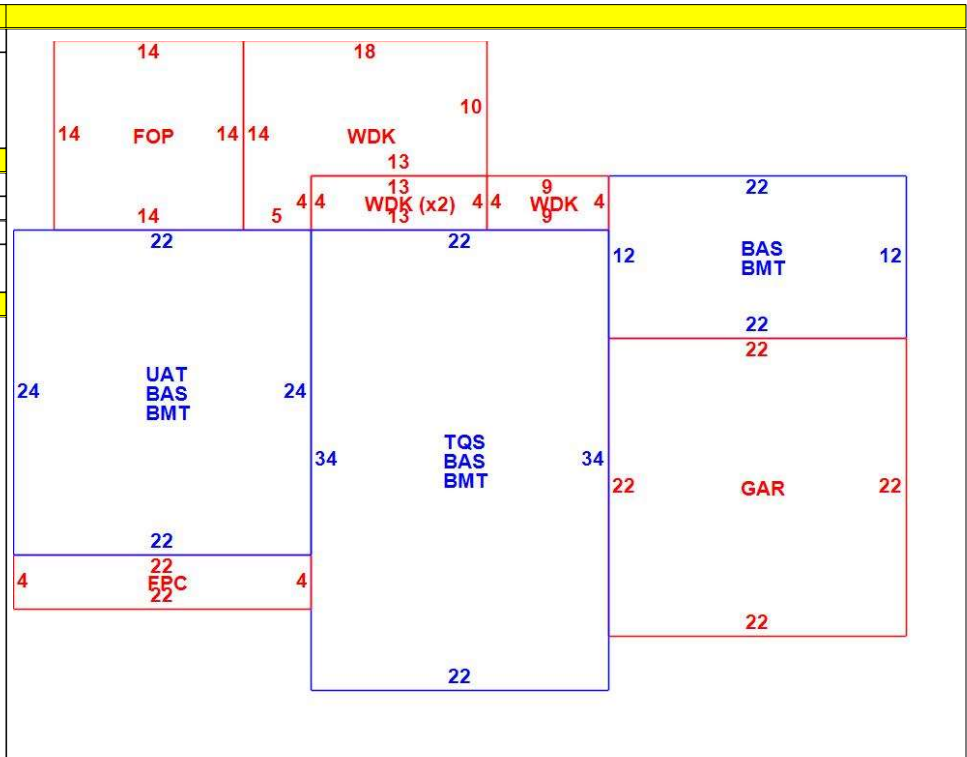 14 18
10
14 FOP 14 14 WDK
13
13 9 22
4 4 WDK (x2) 4 4 WDK 4
14 5 13 9
22 22
12 BAS 12
BMT
22
22
UAT
24 BAS 24
BMT
TQS
34 BAS 34
BMT
22 GAR 22
22
22
4 EPC 4
22
22
22